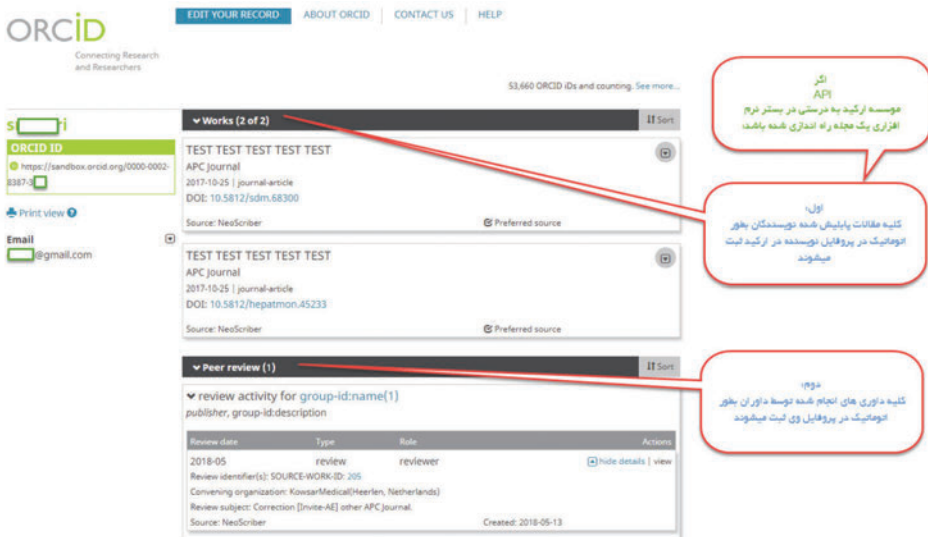 ORCID
Connecting Research
and Researchers
EDIT YOUR RECORD ABOUT ORCID CONTACT US HELP
53,660 ORCID iDs and counting. See more...
ORCID ID
https://sandbox.orcid.org/0000-0002-
8387-3
Print view
Email
@gmail.com
Works (2 of 2) Sort
TEST TEST TEST TEST TEST
APC Journal
2017-10-25 | journal-article
DOI: 10.5812/sdm.68300
Source: NeoScriber Preferred source
TEST TEST TEST TEST TEST
APC Journal
2017-10-25 | journal-article
DOI: 10.5812/hepatmon.45233
Source: NeoScriber Preferred source
Peer review (1) Sort
review activity for group-id:name(1)
publisher, group-id:description
Review date Type Role Actions
2018-05 review reviewer hide details | view
Review identifier(s): SOURCE-WORK-ID: 205
Convening organization: KowsarMedical(Heerlen, Netherlands)
Review subject: Correction [Invite-AE] other APC Journal.
Source: NeoScriber Created: 2018-05-13
اگر
API
موسسه ارکید به درستی در بستر نرم
افزاری یک مجله راه اندازی شده باشد؛
اول؛
کلیه مقالات پابلیش شده نویسندگان بطور
اتوماتیک در پروفایل نویسنده در ارکید ثبت
میشوند
دوم؛
کلیه داوری های انجام شده توسط داوران بطور
اتوماتیک در پروفایل وی ثبت میشوند